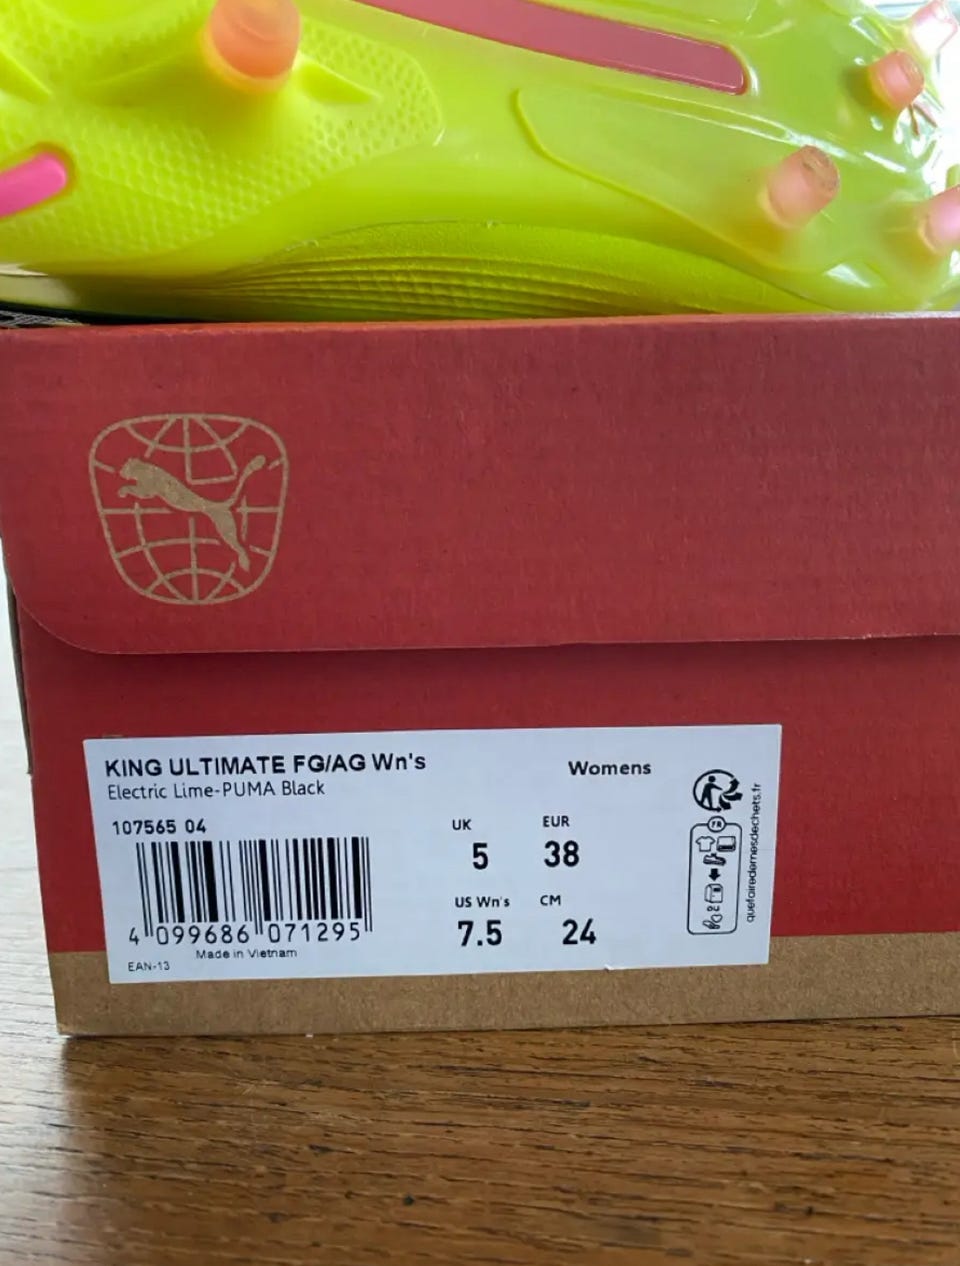 KING ULTIMATE FG/AG Wn's
Womens
Electric Lime-PUMA Black
107565 04
UK
EUR
5
38
US Wn's
CM
7.5
24
4 099686 071295
Made in Vietnam
EAN-13
FR
quefairedemesdechets.fr